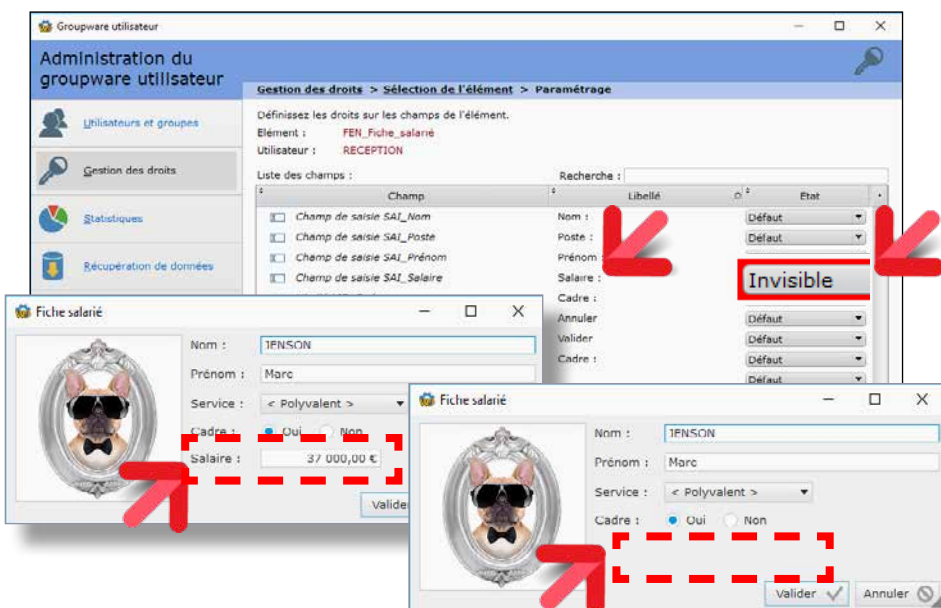 Groupware utilisateur
Administration du
groupware utilisateur
Gestion des droits > Sélection de l'élément > Paramétrage
Utilisateurs et groupes
Gestion des droits
Statistiques
Récupération de données
Définissez les droits sur les champs de l'élément.
Elément : FEN_Fiche_salarié
Utilisateur : RECEPTION
Liste des champs :
Recherche :
Champ Libellé Etat
Champ de saisie SAI_Nom Nom : Défaut
Champ de saisie SAI_Poste Poste : Défaut
Champ de saisie SAI_Prénom Prénom :
Champ de saisie SAI_Salaire Salaire : Invisible
Cadre :
Annuler Défaut
Valider Défaut
Cadre : Défaut
Défaut
Fiche salarié
Nom : JENSON
Prénom : Marc
Service : < Polyvalent >
Cadre : Oui Non
Salaire : 37 000,00 €
Valider
Fiche salarié
Nom : JENSON
Prénom : Marc
Service : < Polyvalent >
Cadre : Oui Non
Valider Annuler